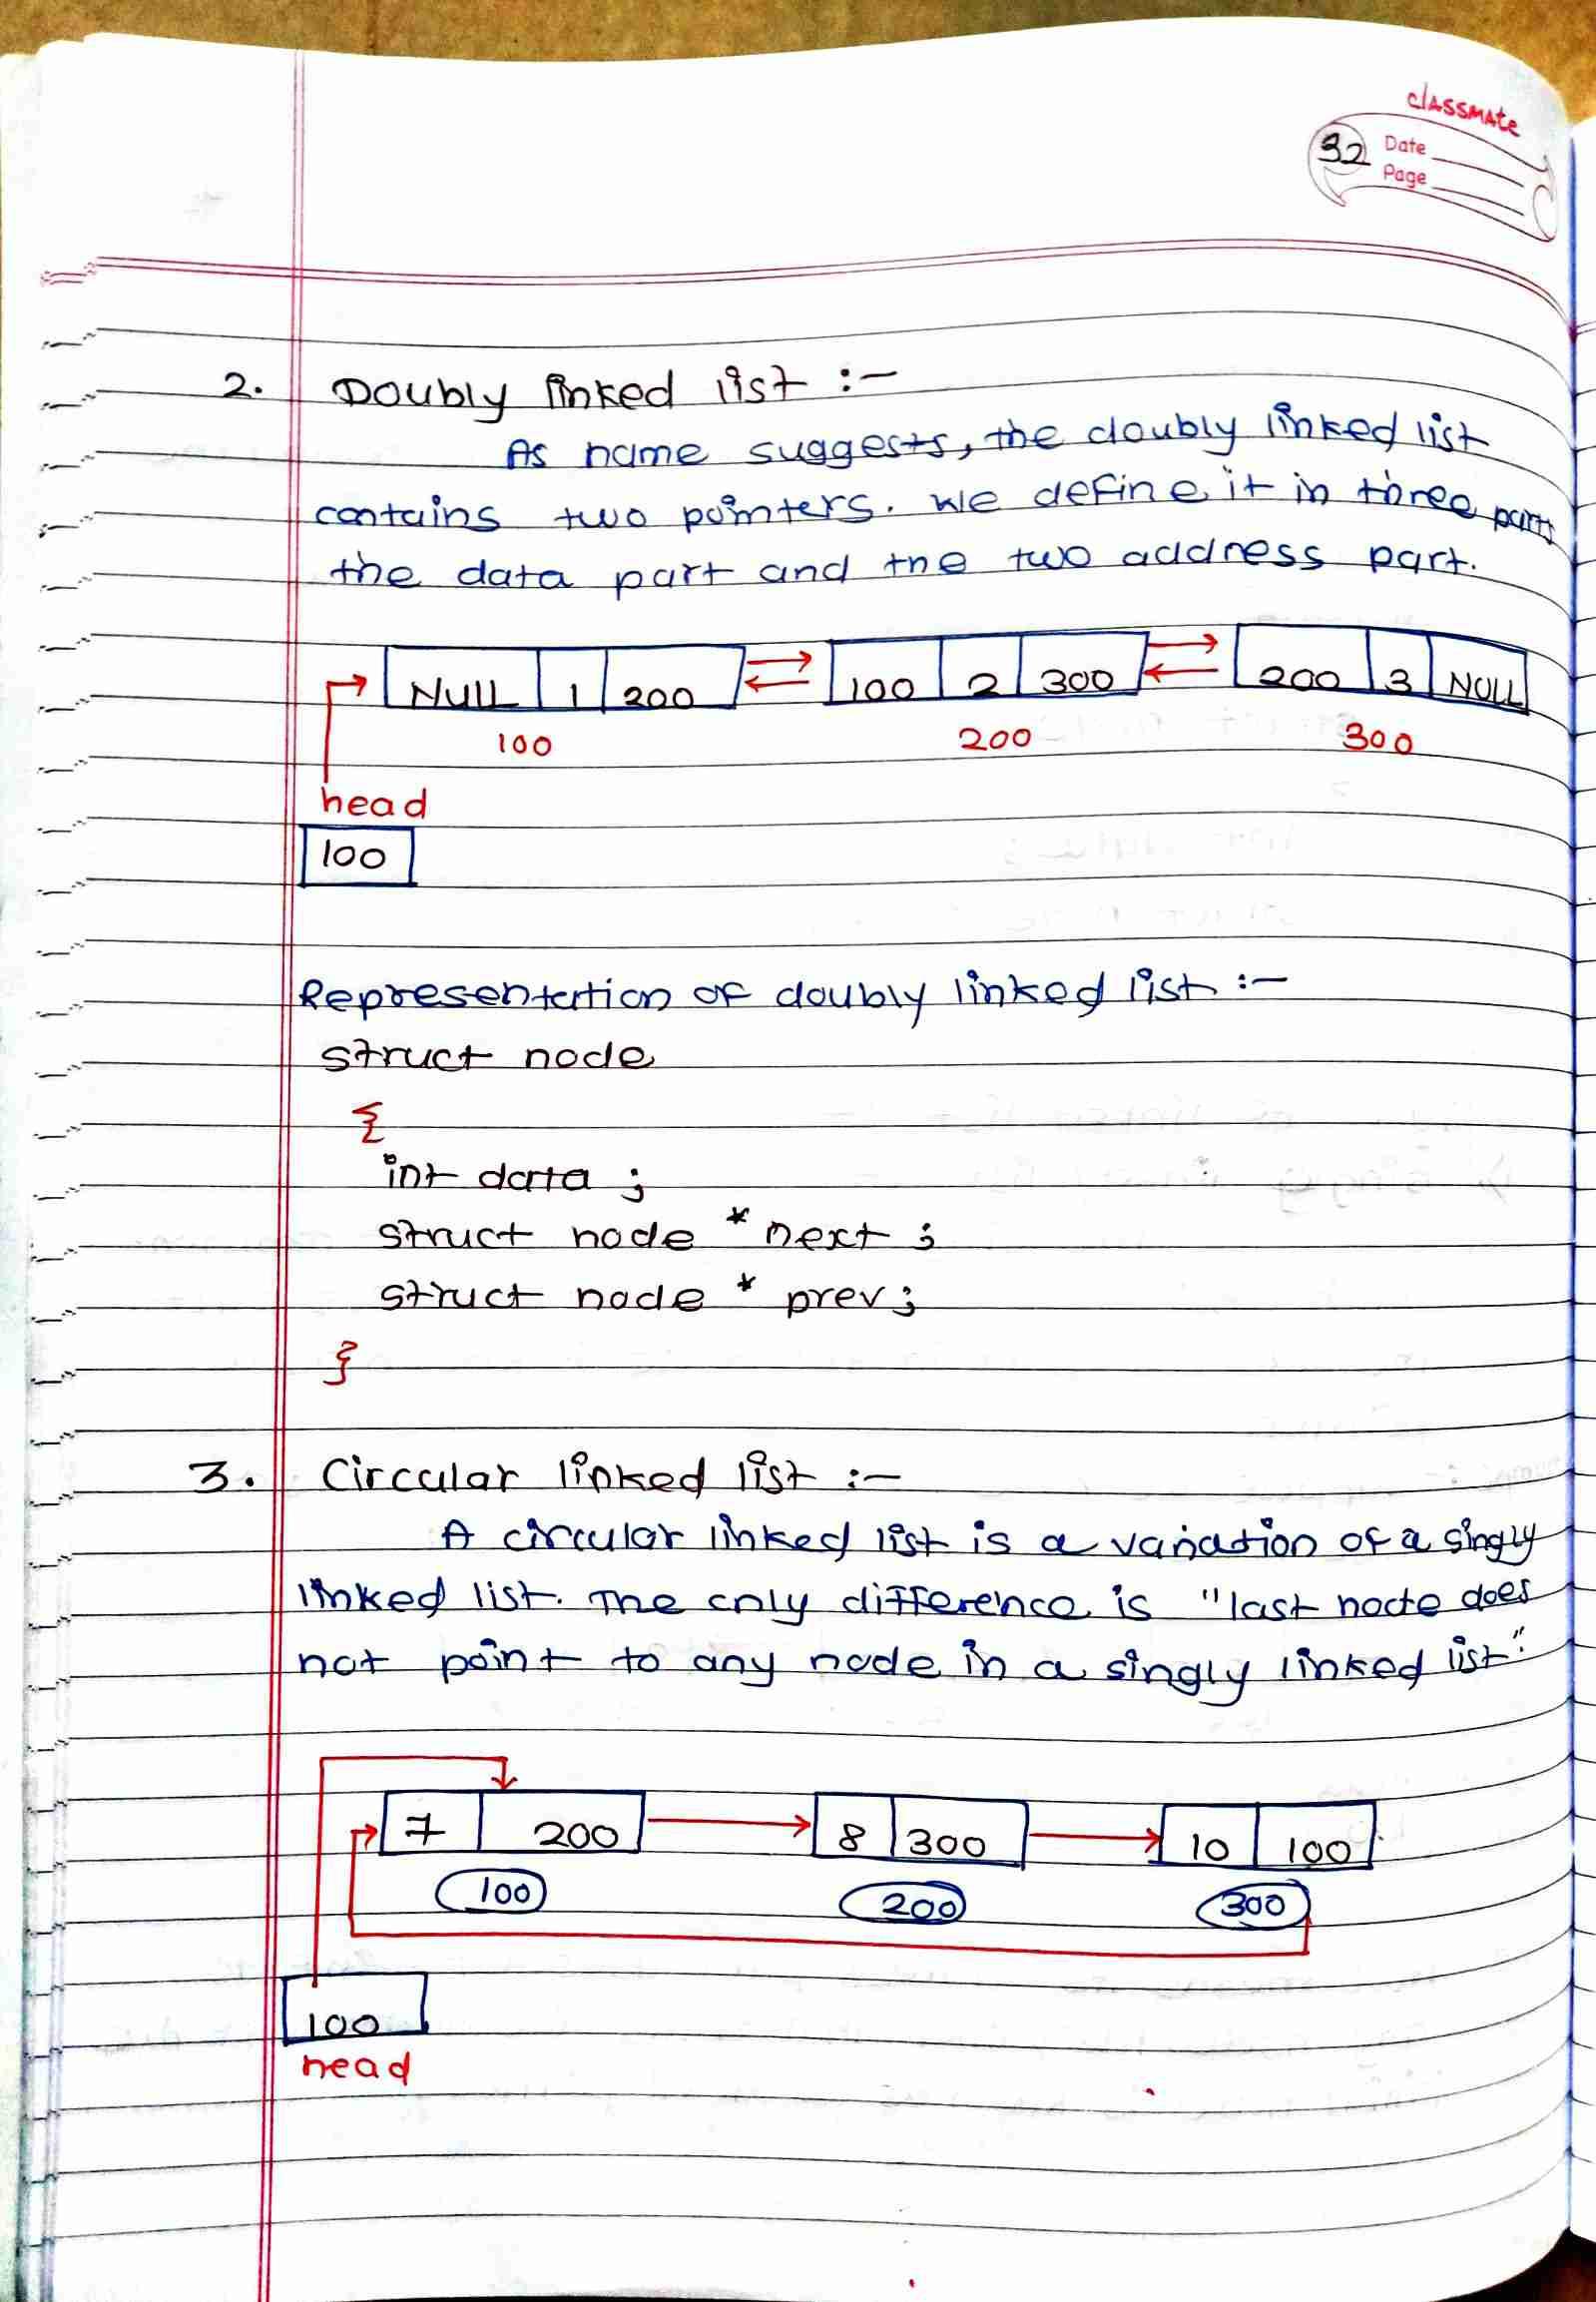 classmate
32 Date
Page
2. Doubly linked list :-
As name suggests, the doubly linked list
contains two pointers. We define it in three parts
the data part and the two address part.
NULL 1 200 100 2 300 200 3 NULL
100 200 300
head
100
Representation of doubly linked list :-
struct node
{
int data ;
struct node * next ;
struct node * prev ;
}
3. Circular linked list :-
A circular linked list is a variation of a singly
linked list. The only difference is "last node does
not point to any node in a singly linked list".
7 200 8 300 10 100
100 200 300
100
head